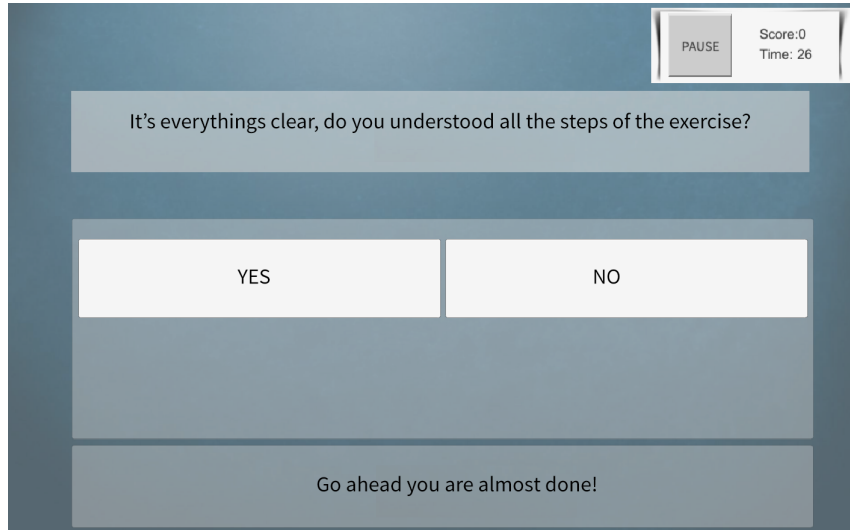 PAUSE
Score:0
Time: 26
It's everythings clear, do you understood all the steps of the exercise?
YES
NO
Go ahead you are almost done!